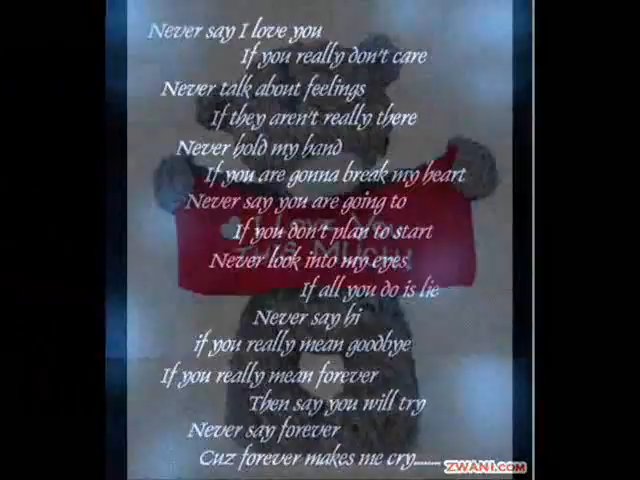 Never say I love you
If you really don't care
Never talk about feelings
If they aren't really there
Never hold my hand
If you are gonna break my heart
Never say you are going to
If you don't plan to start
Never look into my eyes
If all you do is lie
Never say hi
if you really mean goodbye
If you really mean forever
Then say you will try
Never say forever
Cuz forever makes me cry......
I Love You
THIS MUCH!
ZWANI.COM